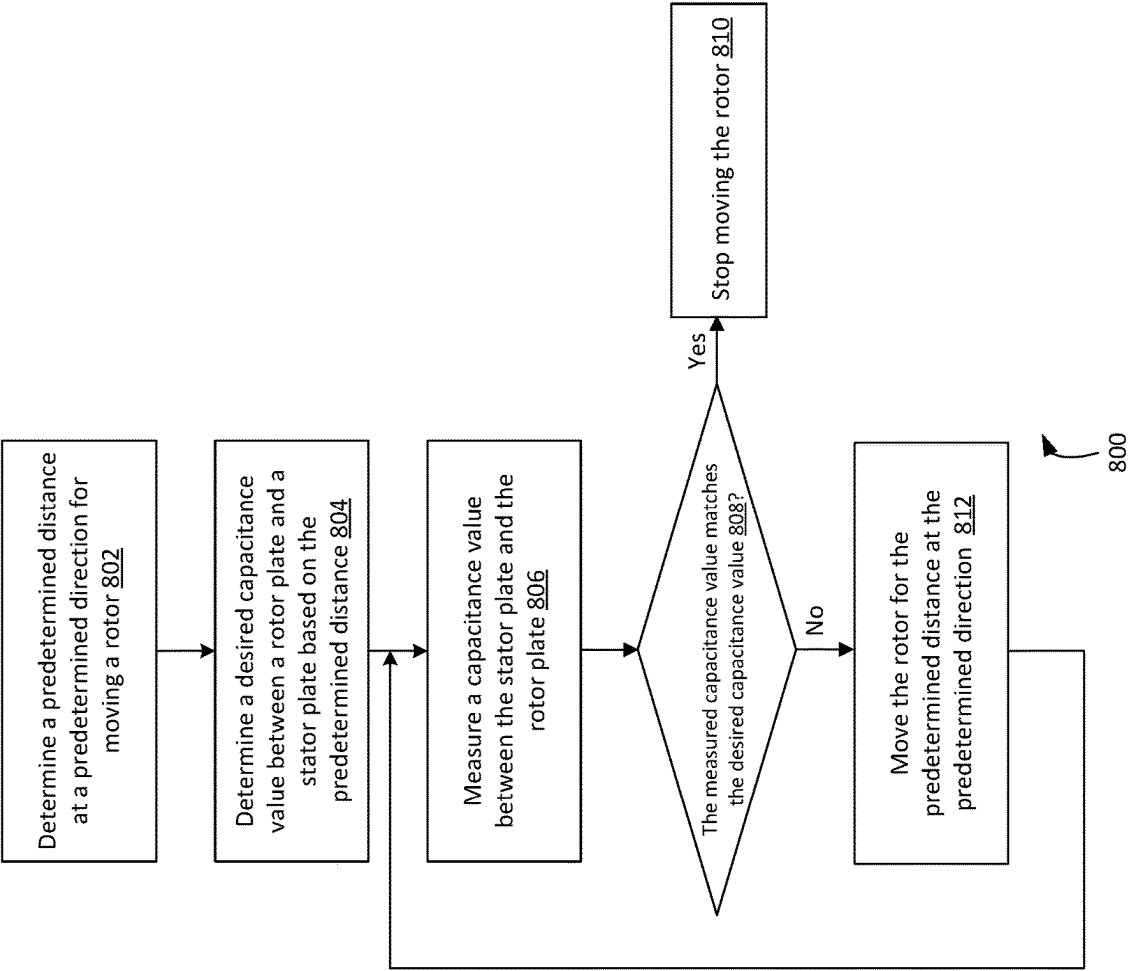 Determine a predetermined distance
at a predetermined direction for
moving a rotor 802
Determine a desired capacitance
value between a rotor plate and a
stator plate based on the
predetermined distance 804
Measure a capacitance value
between the stator plate and the
rotor plate 806
The measured capacitance value matches
the desired capacitance value 808?
Yes
Stop moving the rotor 810
No
Move the rotor for the
predetermined distance at the
predetermined direction 812
800